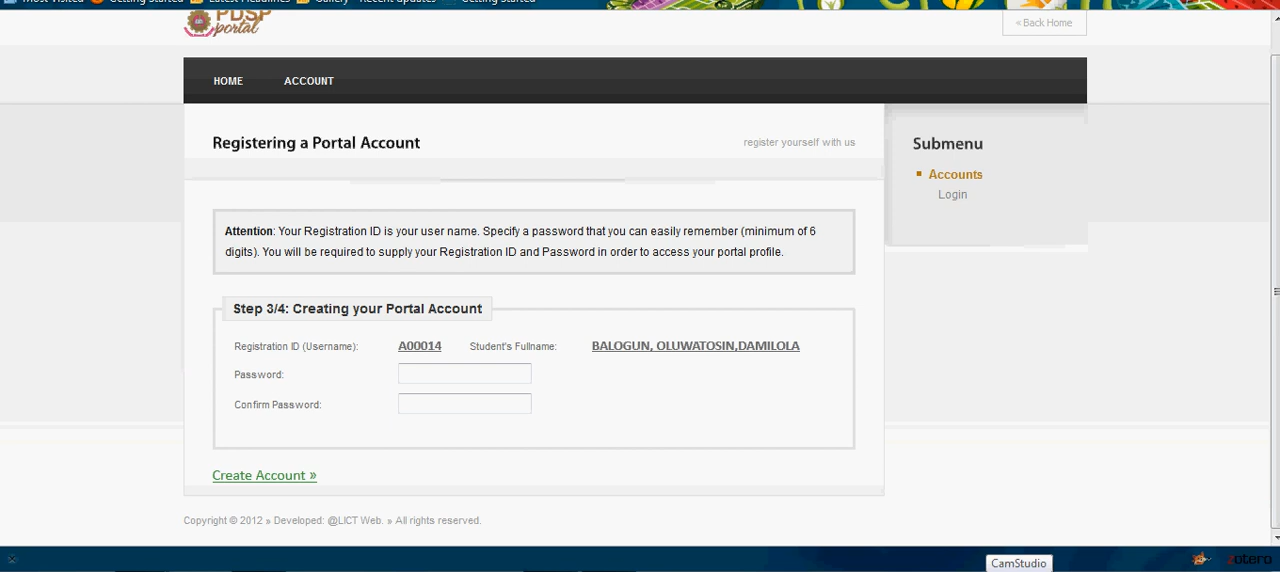 Most Visited Getting Started Latest Headlines Gallery - Recent updates Getting Started
PDSP
portal
« Back Home
HOME ACCOUNT
Registering a Portal Account
register yourself with us
Submenu
Accounts
Login
Attention: Your Registration ID is your user name. Specify a password that you can easily remember (minimum of 6
digits). You will be required to supply your Registration ID and Password in order to access your portal profile.
Step 3/4: Creating your Portal Account
Registration ID (Username): A00014 Student's Fullname: BALOGUN, OLUWATOSIN,DAMILOLA
Password:
Confirm Password:
Create Account »
Copyright © 2012 » Developed: @LICT Web. » All rights reserved.
CamStudio
zotero